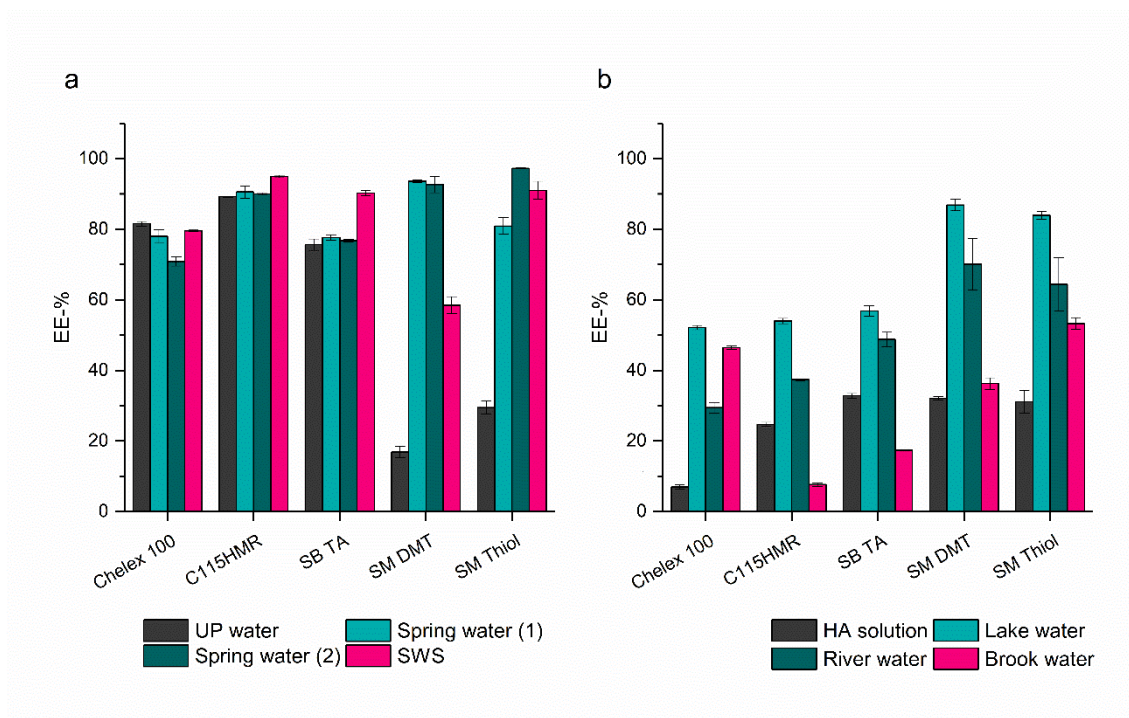 a
100
80
60
40
20
0
EE-%
Chelex 100
C115HMR
SB TA
SM DMT
SM Thiol
UP water
Spring water (1)
Spring water (2)
SWS
b
100
80
60
40
20
0
EE-%
Chelex 100
C115HMR
SB TA
SM DMT
SM Thiol
HA solution
Lake water
River water
Brook water